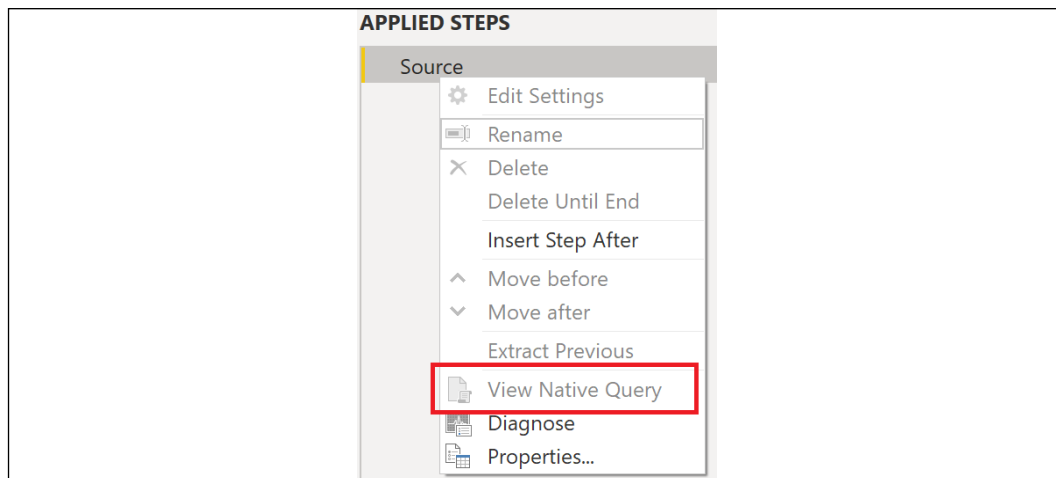 APPLIED STEPS
Source
Edit Settings
Rename
Delete
Delete Until End
Insert Step After
Move before
Move after
Extract Previous
View Native Query
Diagnose
Properties...